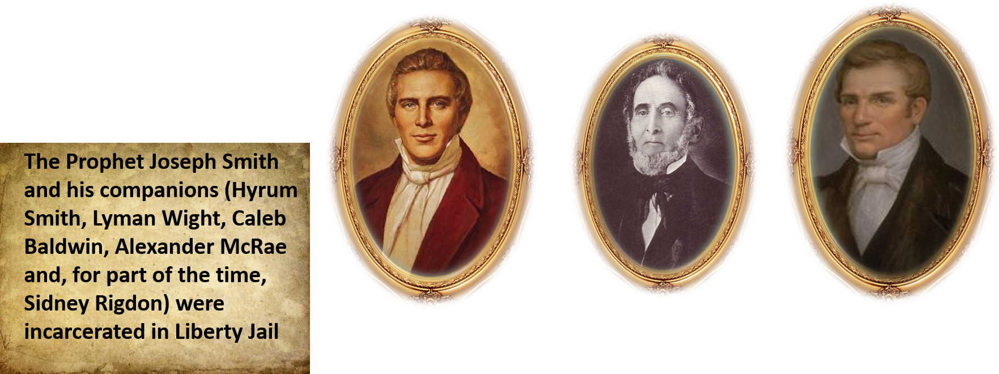 The Prophet Joseph Smith
and his companions (Hyrum
Smith, Lyman Wight, Caleb
Baldwin, Alexander McRae
and, for part of the time,
Sidney Rigdon) were
incarcerated in Liberty Jail